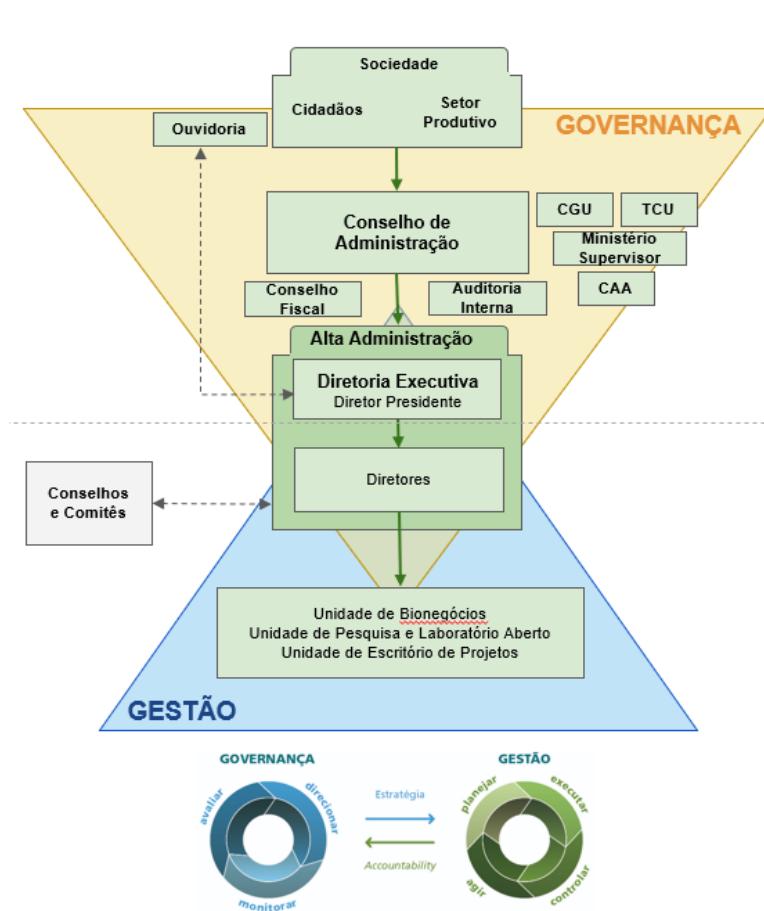 Sociedade
Cidadãos
Setor
Produtivo
Ouvidoria
GOVERNANÇA
Conselho de
Administração
CGU
TCU
Ministério
Supervisor
CAA
Conselho
Fiscal
Auditoria
Interna
Alta Administração
Diretoria Executiva
Diretor Presidente
Conselhos
e Comitês
Diretores
Unidade de Bionegócios
Unidade de Pesquisa e Laboratório Aberto
Unidade de Escritório de Projetos
GESTÃO
GOVERNANÇA
avaliar
direcionar
monitorar
Estratégia
Accountability
GESTÃO
planejar
executar
agir
controlar